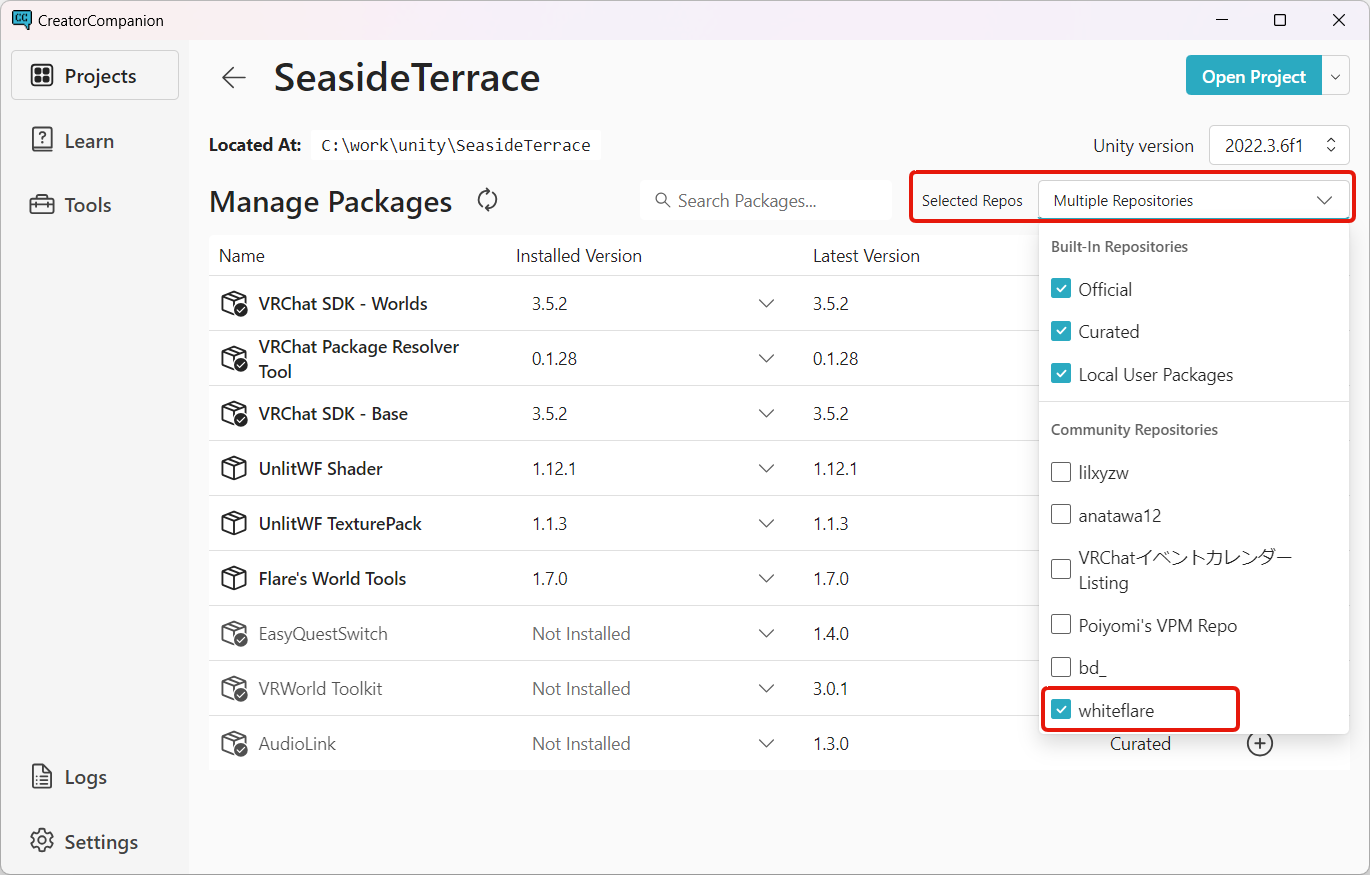 CC CreatorCompanion
Projects
Learn
Tools
Logs
Settings
SeasideTerrace
Open Project
Located At: C:\work\unity\SeasideTerrace
Unity version 2022.3.6f1
Manage Packages
Search Packages...
Selected Repos Multiple Repositories
Name Installed Version Latest Version
VRChat SDK - Worlds 3.5.2 3.5.2
VRChat Package Resolver
Tool 0.1.28 0.1.28
VRChat SDK - Base 3.5.2 3.5.2
UnlitWF Shader 1.12.1 1.12.1
UnlitWF TexturePack 1.1.3 1.1.3
Flare's World Tools 1.7.0 1.7.0
EasyQuestSwitch Not Installed 1.4.0
VRWorld Toolkit Not Installed 3.0.1
AudioLink Not Installed 1.3.0 Curated
Built-In Repositories
Official
Curated
Local User Packages
Community Repositories
lilxyzw
anatawa12
VRChatイベントカレンダー
Listing
Poiyomi's VPM Repo
bd_
whiteflare